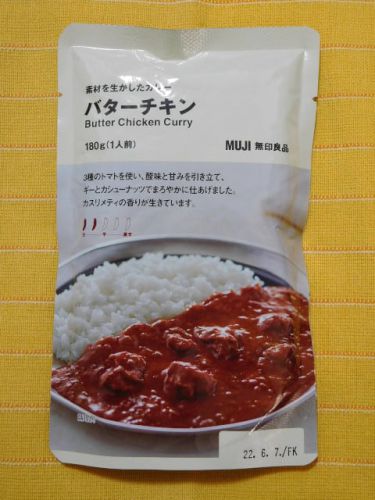 素材を生かしたカレー
バターチキン
Butter Chicken Curry
180g(1人前)
MUJI 無印良品
3種のトマトを使い、酸味と甘みを引き立て、
ギーとカシューナッツでまろやかに仕あげました。
カスリメティの香りが生きています。
22. 6. 7./FK